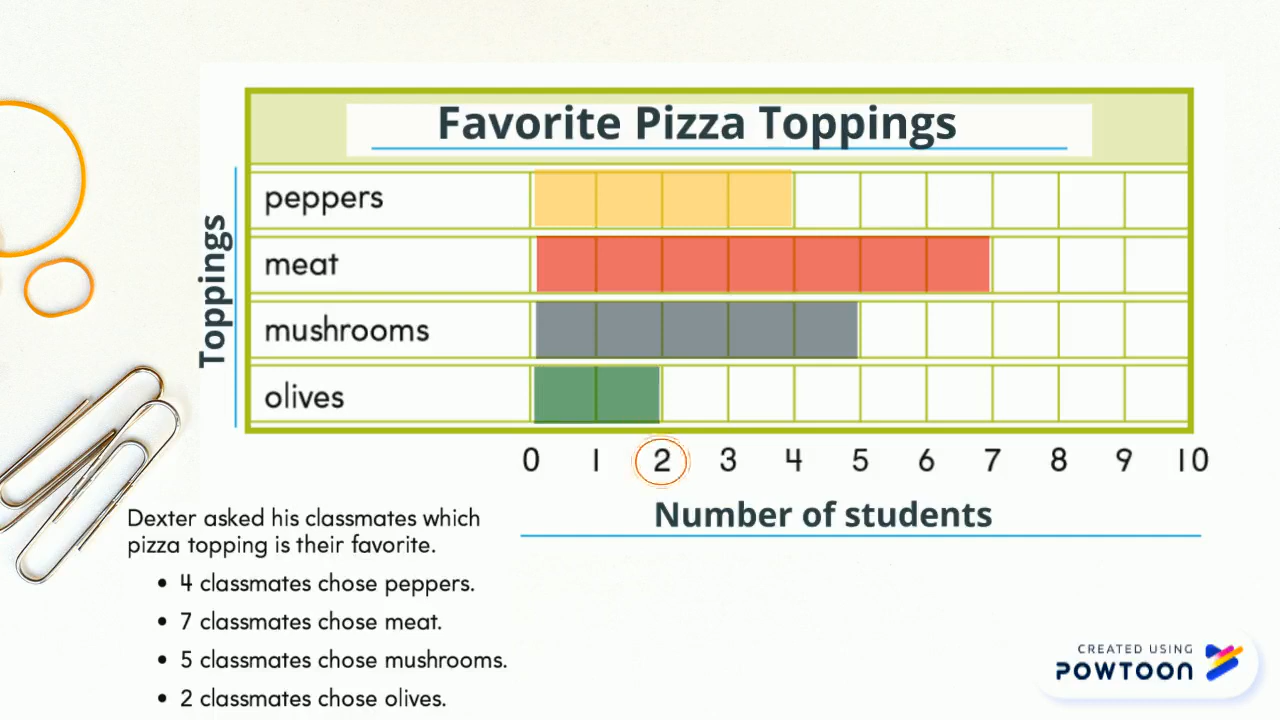 Favorite Pizza Toppings
Toppings
peppers
meat
mushrooms
olives
0 1 2 3 4 5 6 7 8 9 10
Number of students
Dexter asked his classmates which
pizza topping is their favorite.
• 4 classmates chose peppers.
• 7 classmates chose meat.
• 5 classmates chose mushrooms.
• 2 classmates chose olives.
CREATED USING
POWTOON